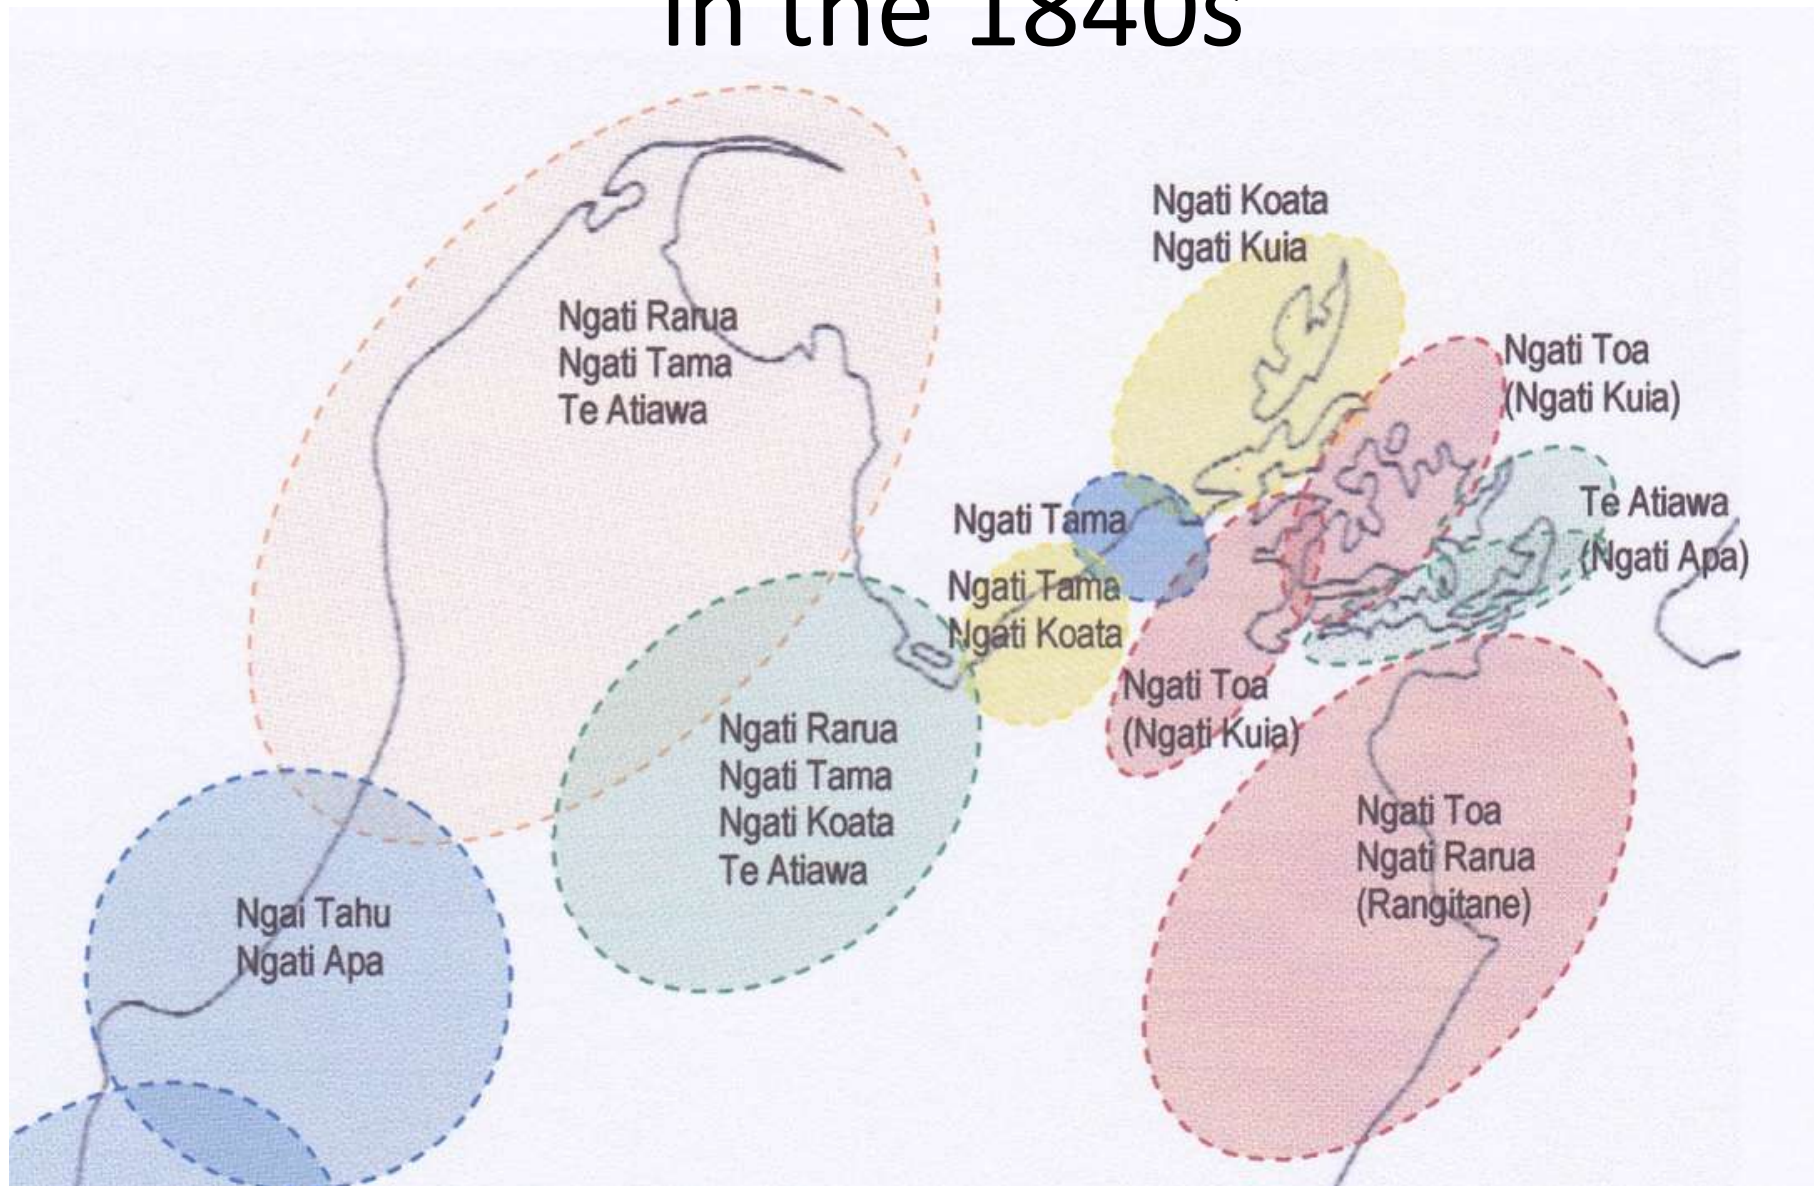 in the 1840s
Ngati Koata
Ngati Kuia
Ngati Rarua
Ngati Tama
Te Atiawa
Ngati Toa
(Ngati Kuia)
Te Atiawa
(Ngati Apa)
Ngati Tama
Ngati Tama
Ngati Koata
Ngati Toa
(Ngati Kuia)
Ngati Rarua
Ngati Tama
Ngati Koata
Te Atiawa
Ngati Toa
Ngati Rarua
(Rangitane)
Ngai Tahu
Ngati Apa